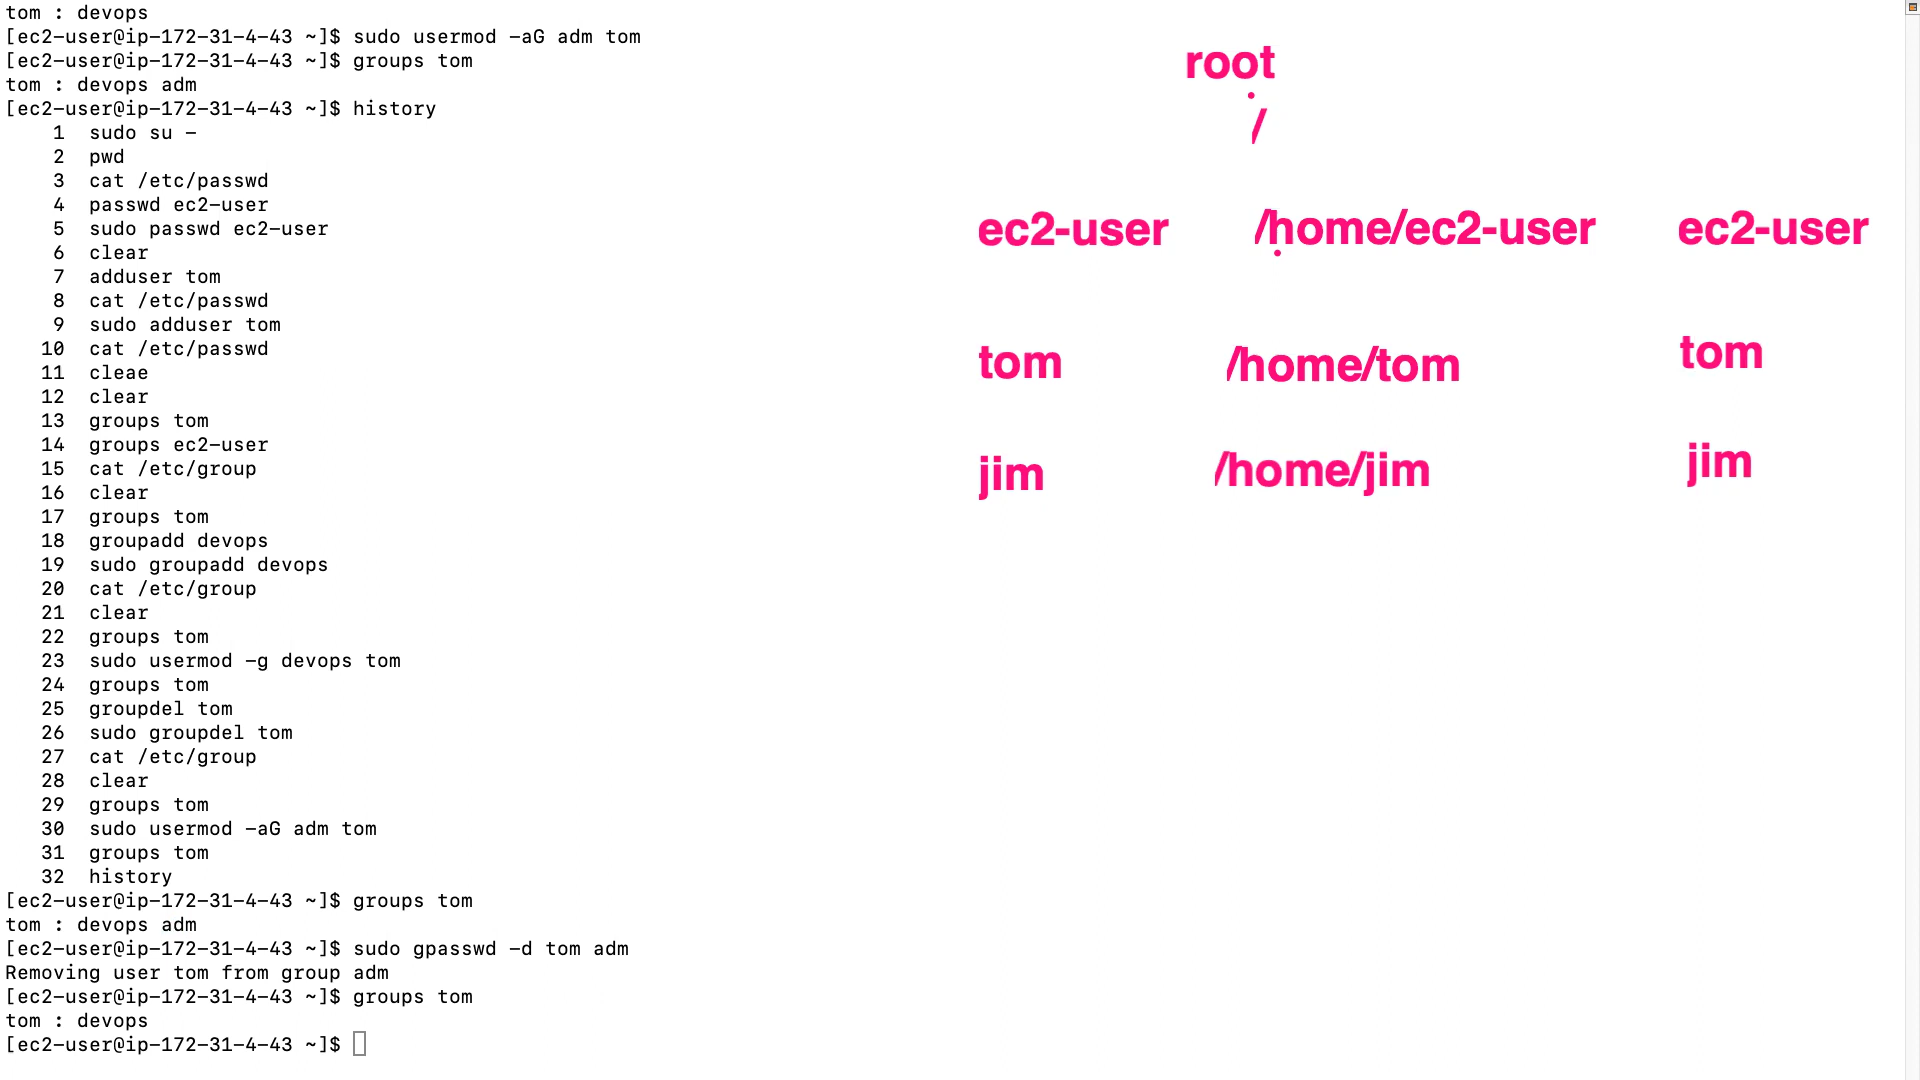 tom : devops
[ec2-user@ip-172-31-4-43 ~]$ sudo usermod -aG adm tom
[ec2-user@ip-172-31-4-43 ~]$ groups tom
tom : devops adm
[ec2-user@ip-172-31-4-43 ~]$ history
1 sudo su -
2 pwd
3 cat /etc/passwd
4 passwd ec2-user
5 sudo passwd ec2-user
6 clear
7 adduser tom
8 cat /etc/passwd
9 sudo adduser tom
10 cat /etc/passwd
11 cleae
12 clear
13 groups tom
14 groups ec2-user
15 cat /etc/group
16 clear
17 groups tom
18 groupadd devops
19 sudo groupadd devops
20 cat /etc/group
21 clear
22 groups tom
23 sudo usermod -g devops tom
24 groups tom
25 groupdel tom
26 sudo groupdel tom
27 cat /etc/group
28 clear
29 groups tom
30 sudo usermod -aG adm tom
31 groups tom
32 history
[ec2-user@ip-172-31-4-43 ~]$ groups tom
tom : devops adm
[ec2-user@ip-172-31-4-43 ~]$ sudo gpasswd -d tom adm
Removing user tom from group adm
[ec2-user@ip-172-31-4-43 ~]$ groups tom
tom : devops
[ec2-user@ip-172-31-4-43 ~]$
root
/
ec2-user /home/ec2-user ec2-user
tom /home/tom tom
jim /home/jim jim